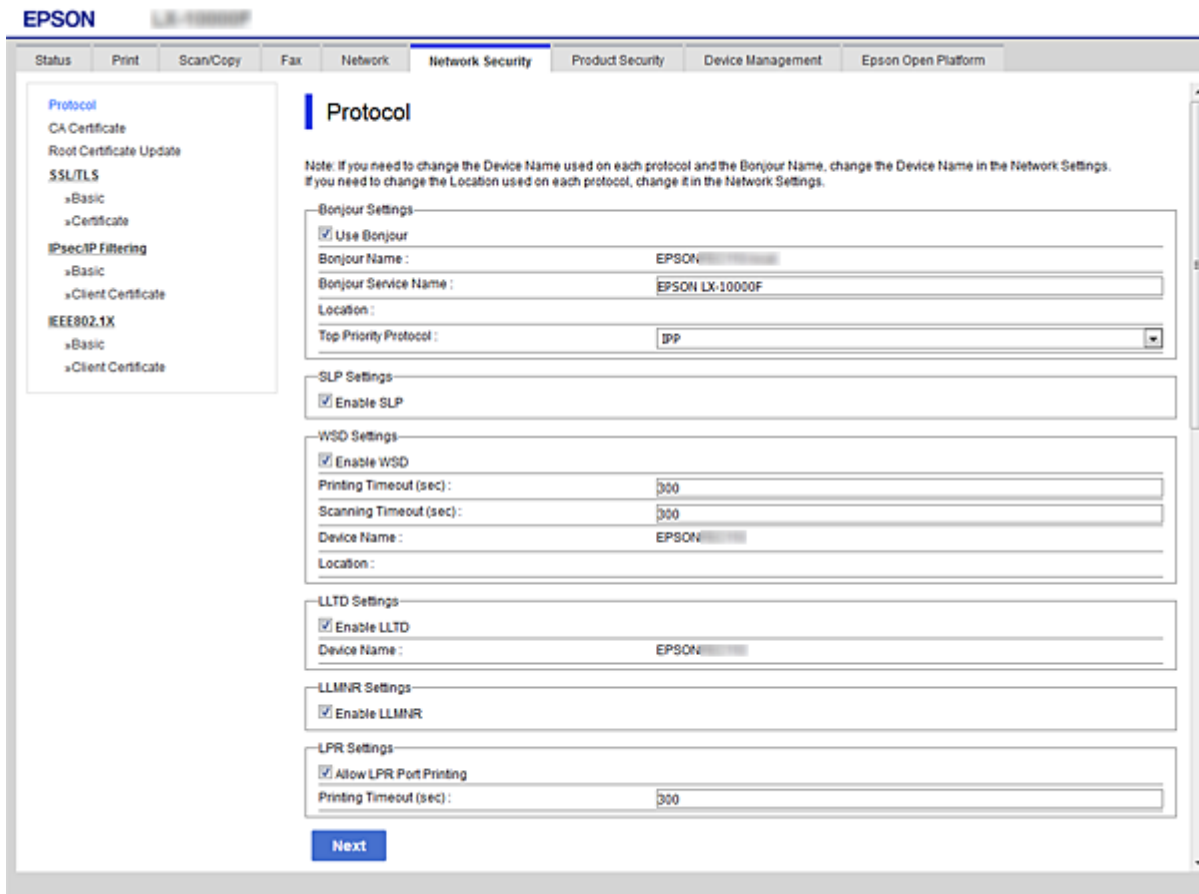 EPSON
Status Print Scan/Copy Fax Network Network Security Product Security Device Management Epson Open Platform
Protocol
CA Certificate
Root Certificate Update
SSL/TLS
»Basic
»Certificate
IPsec/IP Filtering
»Basic
»Client Certificate
IEEE802.1X
»Basic
»Client Certificate
Protocol
Note: If you need to change the Device Name used on each protocol and the Bonjour Name, change the Device Name in the Network Settings.
If you need to change the Location used on each protocol, change it in the Network Settings.
Bonjour Settings
Use Bonjour
Bonjour Name : EPSON
Bonjour Service Name : EPSON LX-10000F
Location :
Top Priority Protocol : IPP
SLP Settings
Enable SLP
WSD Settings
Enable WSD
Printing Timeout (sec) : 300
Scanning Timeout (sec) : 300
Device Name : EPSON
Location :
LLTD Settings
Enable LLTD
Device Name : EPSON
LLMNR Settings
Enable LLMNR
LPR Settings
Allow LPR Port Printing
Printing Timeout (sec) : 300
Next